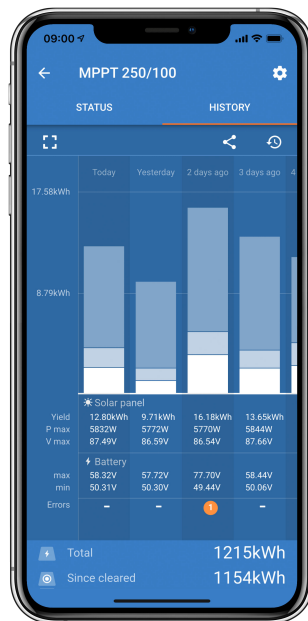 09:00
MPPT 250/100
STATUS HISTORY
Today Yesterday 2 days ago 3 days ago 4
17.58kWh
8.79kWh
Solar panel
Yield 12.80kWh 9.71kWh 16.18kWh 13.65kWh
P max 5832W 5772W 5770W 5844W
V max 87.49V 86.59V 86.54V 87.66V
Battery
max 58.32V 57.72V 77.70V 58.44V
min 50.31V 50.30V 49.44V 50.06V
Errors - - 1 -
Total 1215kWh
Since cleared 1154kWh